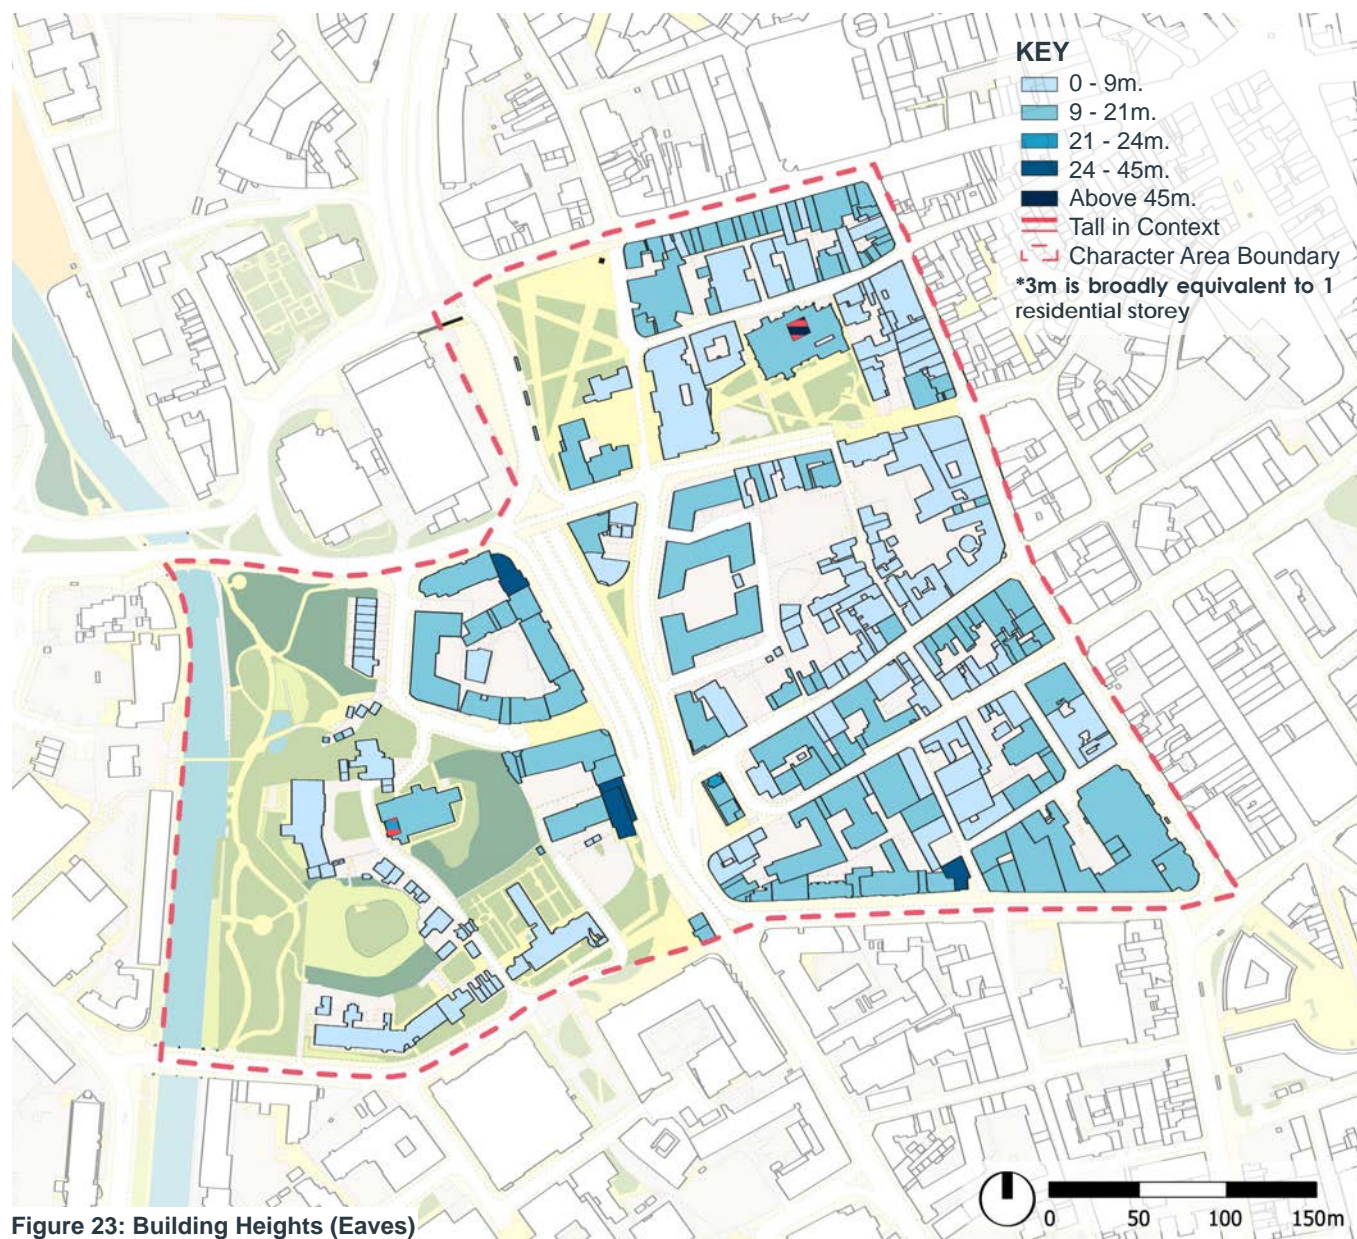 KEY
0 - 9m.
9 - 21m.
21 - 24m.
24 - 45m.
Above 45m.
Tall in Context
Character Area Boundary
*3m is broadly equivalent to 1
residential storey
0 50 100 150m
Figure 23: Building Heights (Eaves)